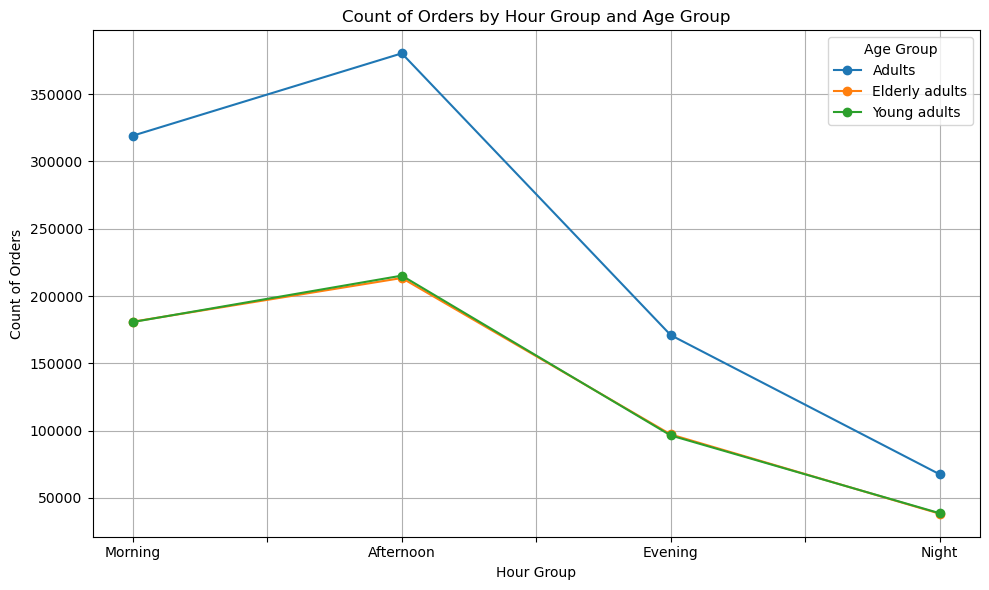 Count of Orders by Hour Group and Age Group
Age Group
Adults
Elderly adults
Young adults
Count of Orders
350000
300000
250000
200000
150000
100000
50000
Morning
Afternoon
Evening
Night
Hour Group